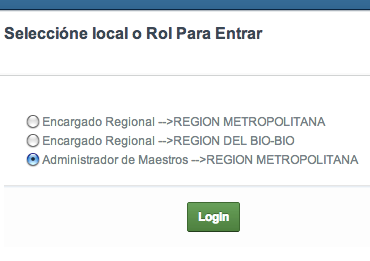 Seleccióne local o Rol Para Entrar
Encargado Regional -->REGION METROPOLITANA
Encargado Regional -->REGION DEL BIO-BIO
Administrador de Maestros -->REGION METROPOLITANA
Login